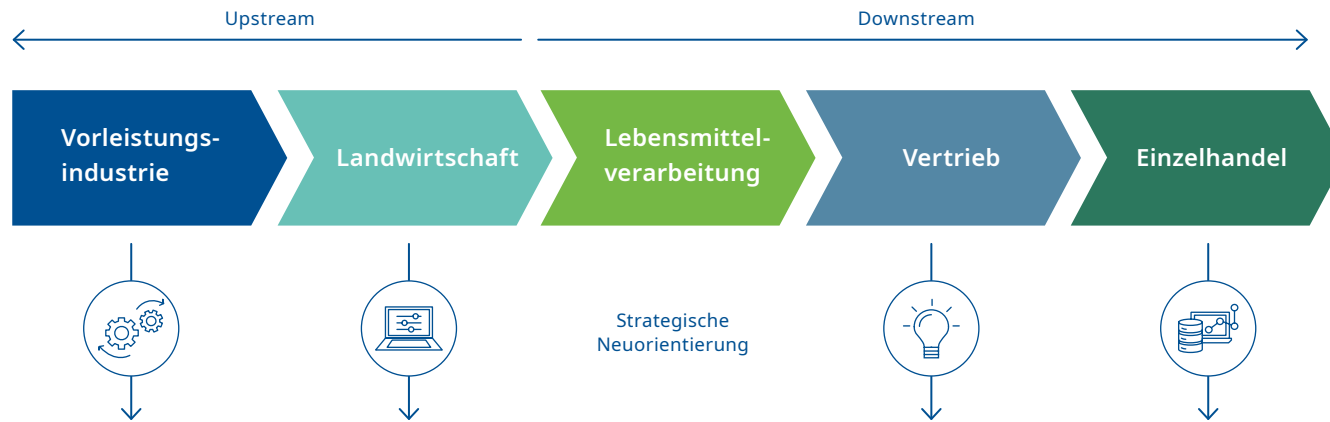 Upstream
Downstream
Vorleistungs-
industrie
Landwirtschaft
Lebensmittel-
verarbeitung
Vertrieb
Einzelhandel
Strategische
Neuorientierung